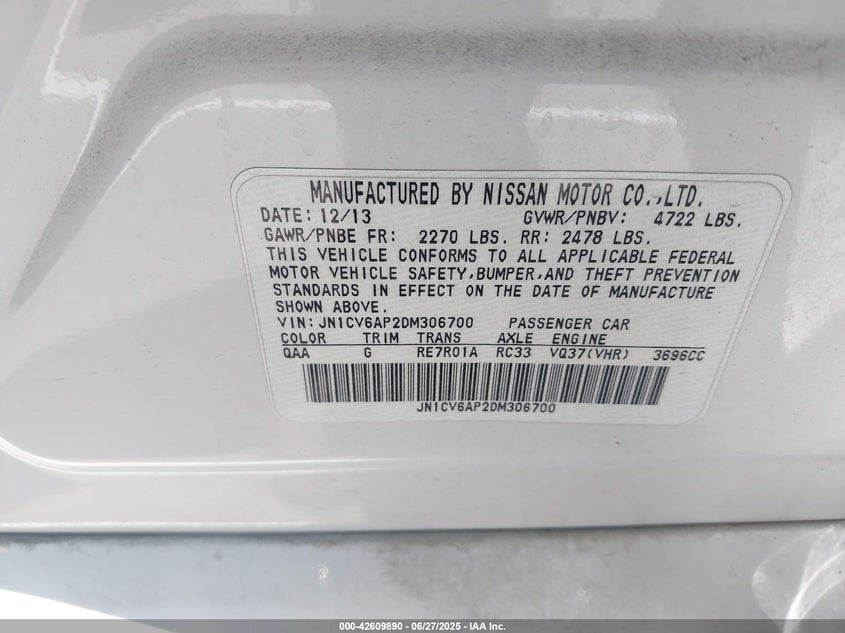 MANUFACTURED BY NISSAN MOTOR CO.,LTD.
DATE: 12/13 GVWR/PNBV: 4722 LBS.
GAWR/PNBE FR: 2270 LBS. RR: 2478 LBS.
THIS VEHICLE CONFORMS TO ALL APPLICABLE FEDERAL
MOTOR VEHICLE SAFETY,BUMPER,AND THEFT PREVENTION
STANDARDS IN EFFECT ON THE DATE OF MANUFACTURE
SHOWN ABOVE.
VIN: JN1CV6AP2DM306700 PASSENGER CAR
COLOR TRIM TRANS AXLE ENGINE
QAA G RE7R01A RC33 VQ37(VHR) 3696CC
JN1CV6AP2DM306700
000-42609890 - 06/27/2025 - IAA Inc.